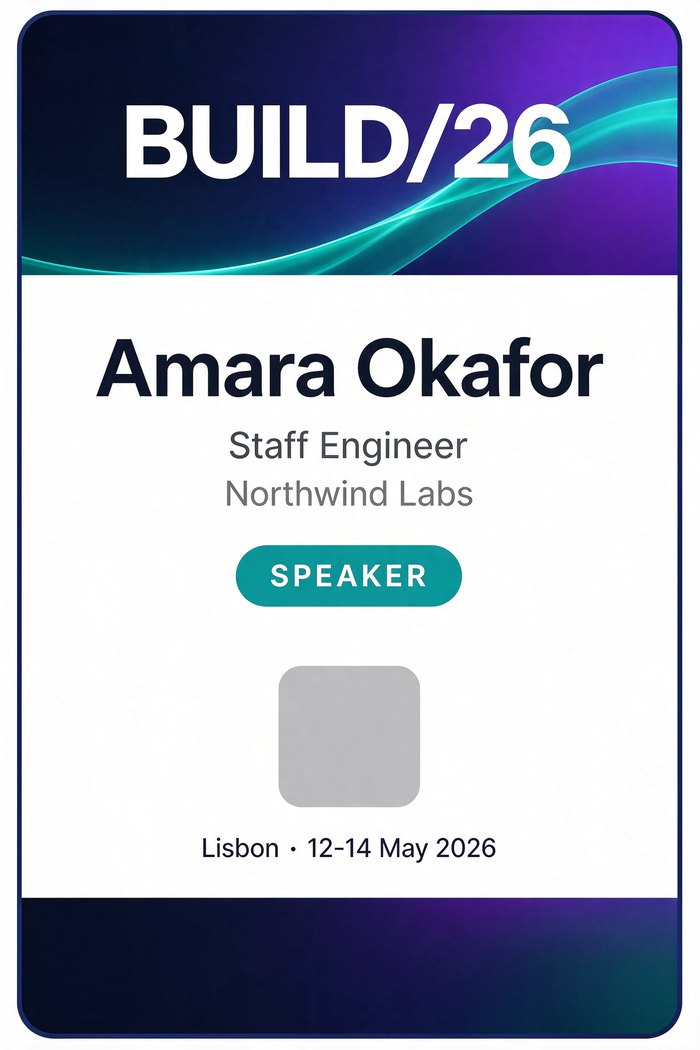 BUILD/26
Amara Okafor
Staff Engineer
Northwind Labs
SPEAKER
Lisbon · 12-14 May 2026